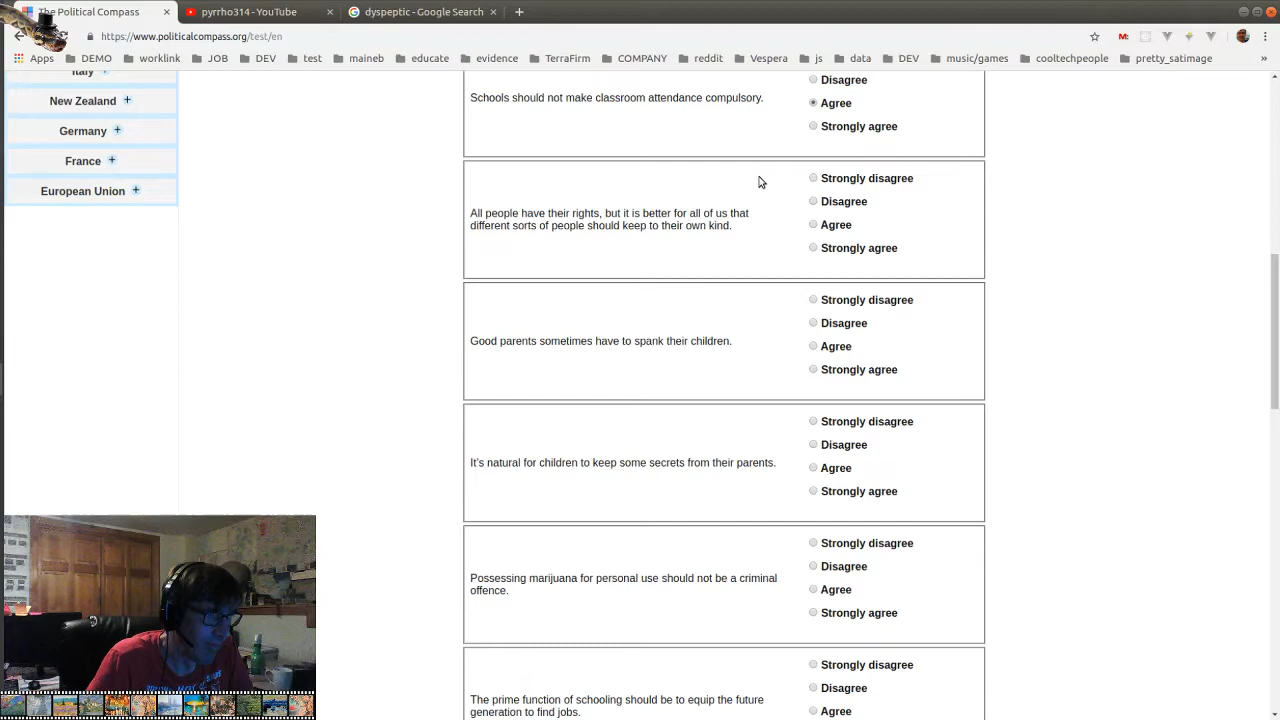 The Political Compass
pyrrho314 - YouTube
dyspeptic - Google Search
https://www.politicalcompass.org/test/en
Apps
DEMO
worklink
JOB
DEV
test
maineb
educate
evidence
TerraFirm
COMPANY
reddit
Vespera
js
data
DEV
music/games
cooltechpeople
pretty_satimage
»
Italy
New Zealand +
Germany +
France +
European Union +
Schools should not make classroom attendance compulsory.
Disagree
Agree
Strongly agree
All people have their rights, but it is better for all of us that
different sorts of people should keep to their own kind.
Strongly disagree
Disagree
Agree
Strongly agree
Good parents sometimes have to spank their children.
Strongly disagree
Disagree
Agree
Strongly agree
It's natural for children to keep some secrets from their parents.
Strongly disagree
Disagree
Agree
Strongly agree
Possessing marijuana for personal use should not be a criminal
offence.
Strongly disagree
Disagree
Agree
Strongly agree
The prime function of schooling should be to equip the future
generation to find jobs.
Strongly disagree
Disagree
Agree